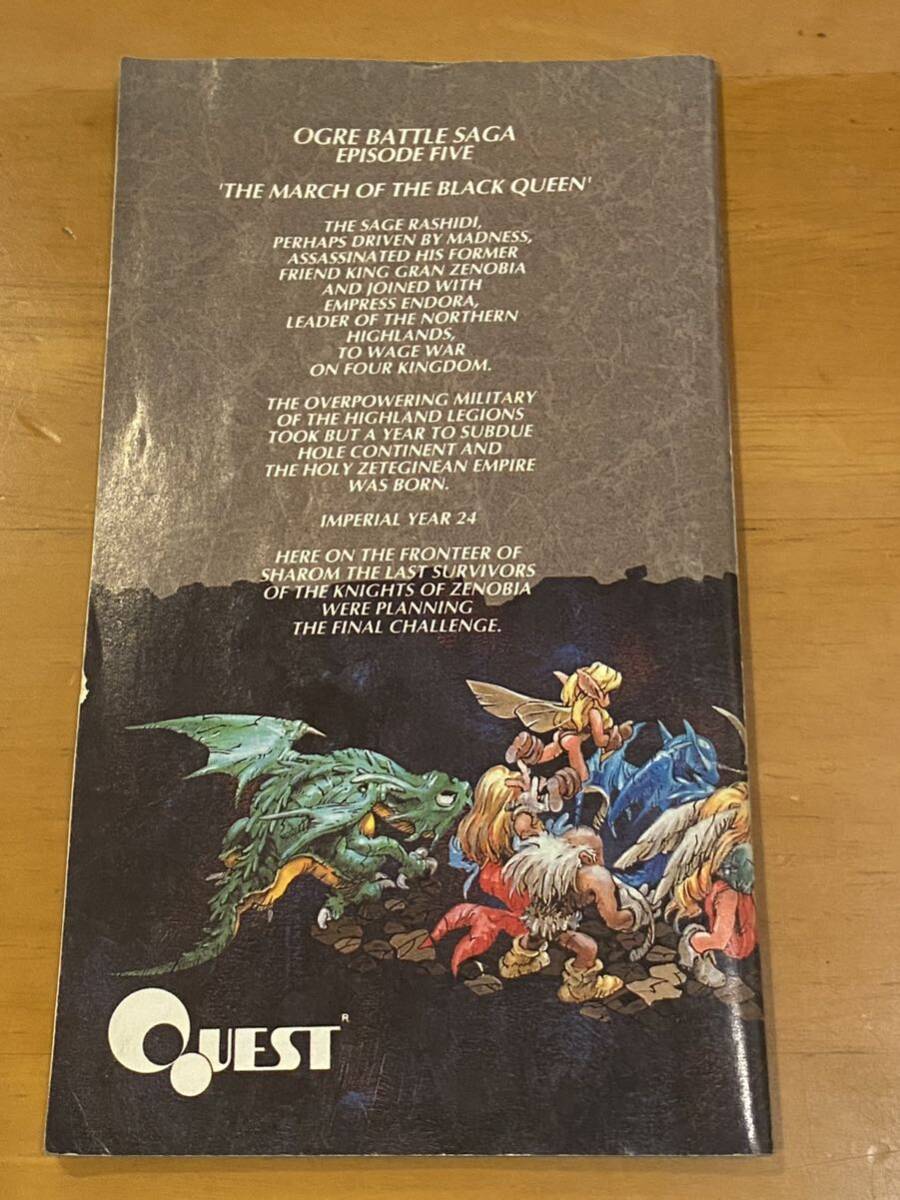 OGRE BATTLE SAGA
EPISODE FIVE
'THE MARCH OF THE BLACK QUEEN'
THE SAGE RASHIDI,
PERHAPS DRIVEN BY MADNESS,
ASSASSINATED HIS FORMER
FRIEND KING GRAN ZENOBIA
AND JOINED WITH
EMPRESS ENDORA,
LEADER OF THE NORTHERN
HIGHLANDS,
TO WAGE WAR
ON FOUR KINGDOM.
THE OVERPOWERING MILITARY
OF THE HIGHLAND LEGIONS
TOOK BUT A YEAR TO SUBDUE
HOLE CONTINENT AND
THE HOLY ZETEGINEAN EMPIRE
WAS BORN.
IMPERIAL YEAR 24
HERE ON THE FRONTEER OF
SHAROM THE LAST SURVIVORS
OF THE KNIGHTS OF ZENOBIA
WERE PLANNING
THE FINAL CHALLENGE.
QUEST R